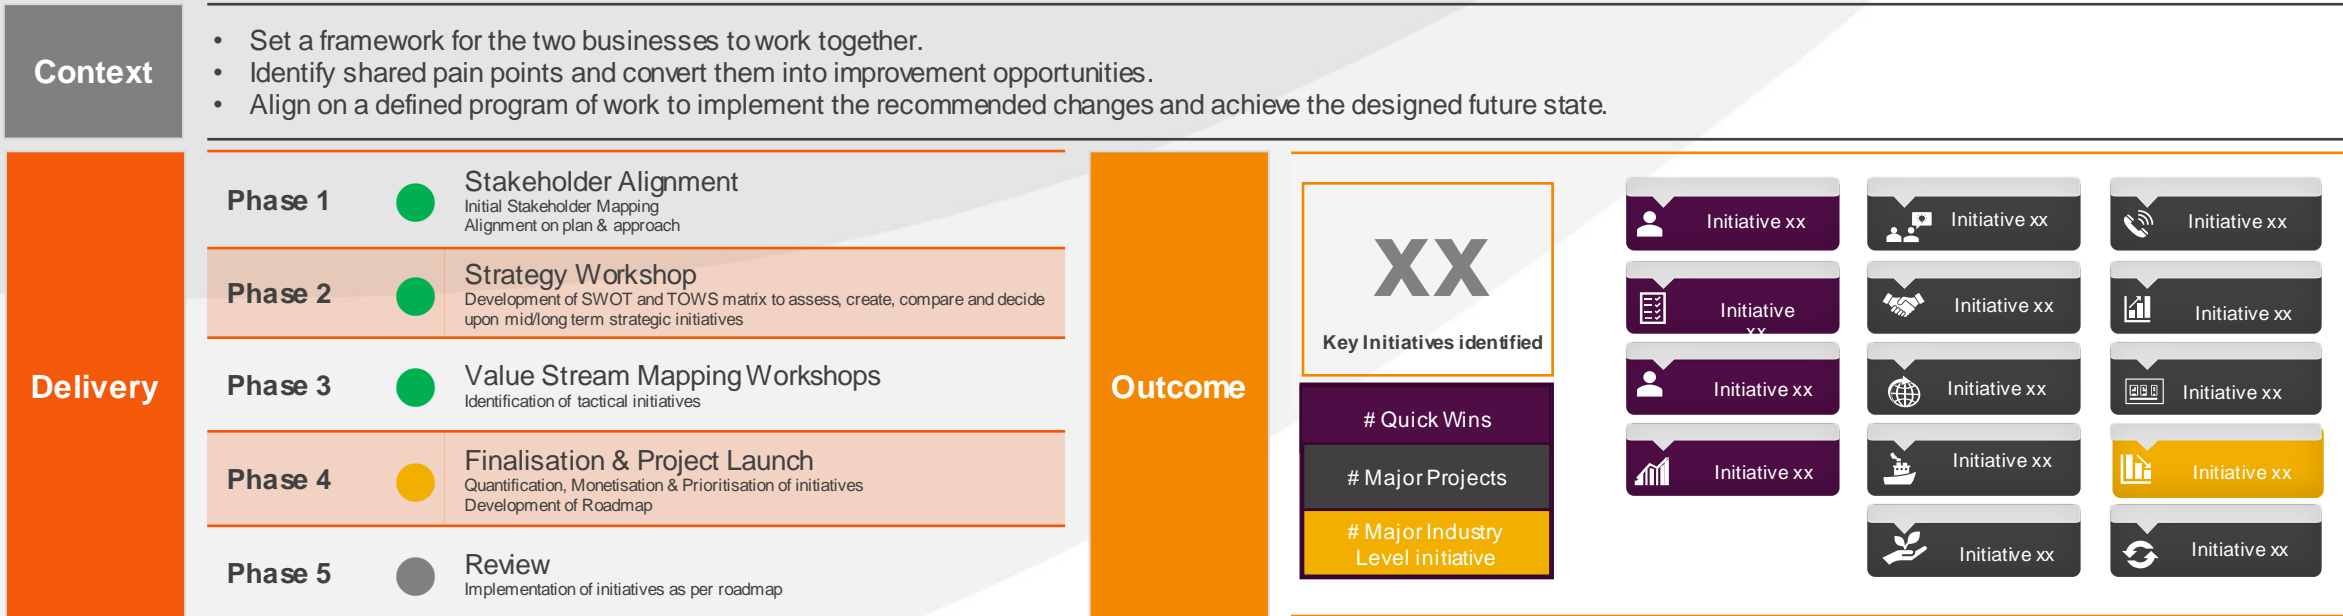 Context
• Set a framework for the two businesses to work together.
• Identify shared pain points and convert them into improvement opportunities.
• Align on a defined program of work to implement the recommended changes and achieve the designed future state.
Delivery
Phase 1
Stakeholder Alignment
Initial Stakeholder Mapping
Alignment on plan & approach
Phase 2
Strategy Workshop
Development of SWOT and TOWS matrix to assess, create, compare and decide
upon mid/long term strategic initiatives
Phase 3
Value Stream Mapping Workshops
Identification of tactical initiatives
Phase 4
Finalisation & Project Launch
Quantification, Monetisation & Prioritisation of initiatives
Development of Roadmap
Phase 5
Review
Implementation of initiatives as per roadmap
Outcome
XX
Key Initiatives identified
# Quick Wins
# Major Projects
# Major Industry
Level initiative
Initiative xx
Initiative xx
Initiative xx
Initiative
xx
Initiative xx
Initiative xx
Initiative xx
Initiative xx
Initiative xx
Initiative xx
Initiative xx
Initiative xx
Initiative xx
Initiative xx